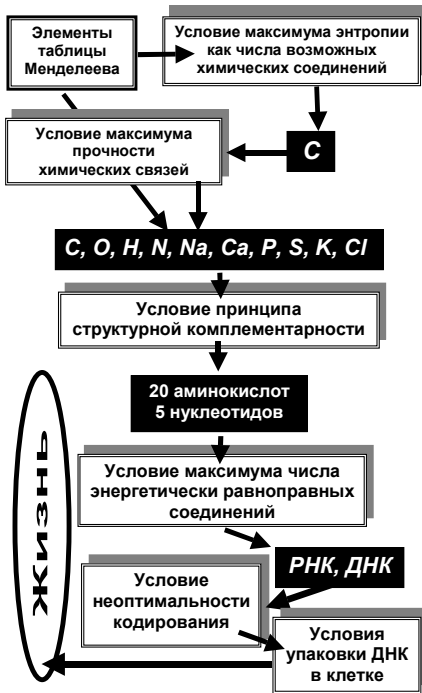 Элементы
таблицы
Менделеева
Условие максимума энтропии
как числа возможных
химических соединений
Условие максимума
прочности
химических связей
C
C, O, H, N, Na, Ca, P, S, K, Cl
Условие принципа
структурной комплементарности
20 аминокислот
5 нуклеотидов
Условие максимума числа
энергетически равноправных
соединений
РНК, ДНК
Условие
неоптимальности
кодирования
Условия
упаковки ДНК
в клетке
Жизнь